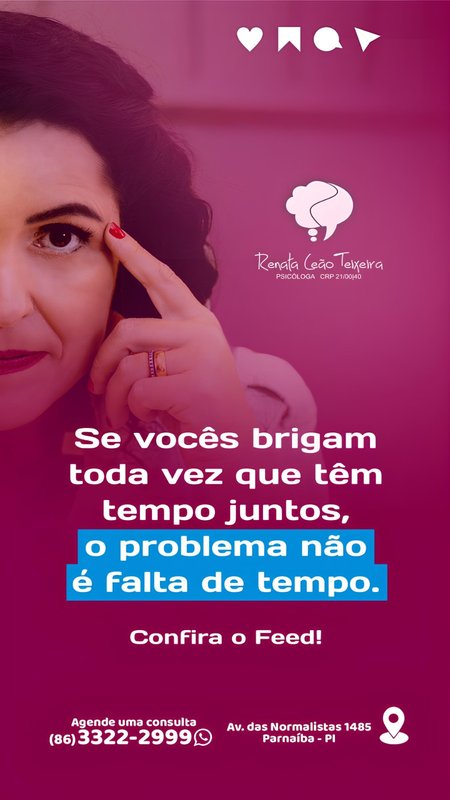 Renata Leão Teixeira
PSICÓLOGA CRP 21/00140
Se vocês brigam
toda vez que têm
tempo juntos,
o problema não
é falta de tempo.
Confira o Feed!
Agende uma consulta
(86) 3322-2999
Av. das Normalistas 1485
Parnaíba - PI